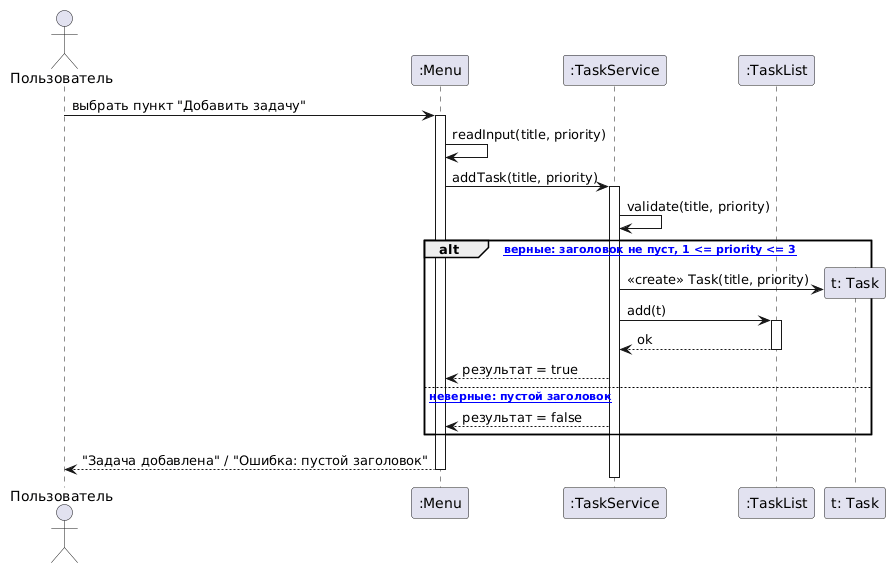 Пользователь
:Menu
:TaskService
:TaskList
выбрать пункт "Добавить задачу"
readInput(title, priority)
addTask(title, priority)
validate(title, priority)
alt
верные: заголовок не пуст, 1 <= priority <= 3
t: Task
«create» Task(title, priority)
add(t)
ok
результат = true
неверные: пустой заголовок
результат = false
"Задача добавлена" / "Ошибка: пустой заголовок"
Пользователь
:Menu
:TaskService
:TaskList
t: Task